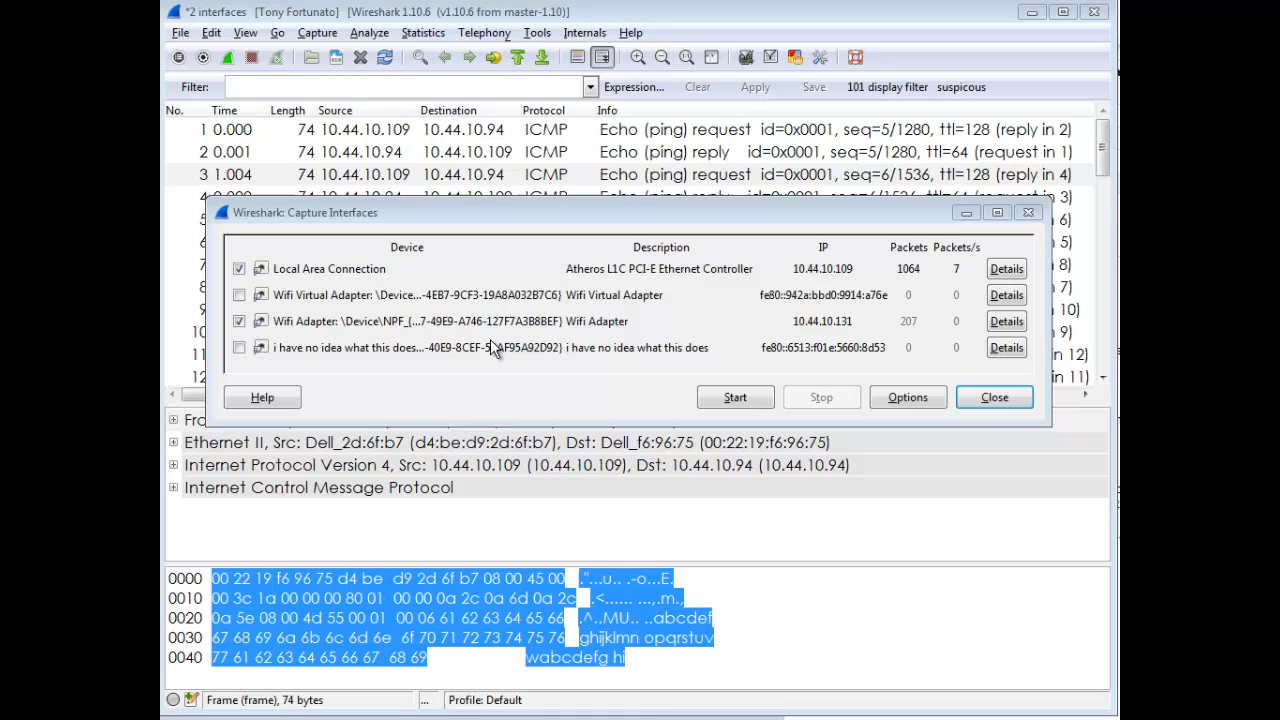 *2 interfaces [Tony Fortunato] [Wireshark 1.10.6 (v1.10.6 from master-1.10)]
File Edit View Go Capture Analyze Statistics Telephony Tools Internals Help
Filter: Expression... Clear Apply Save 101 display filter suspicous
No. Time Length Source Destination Protocol Info
1 0.000 74 10.44.10.109 10.44.10.94 ICMP Echo (ping) request id=0x0001, seq=5/1280, ttl=128 (reply in 2)
2 0.001 74 10.44.10.94 10.44.10.109 ICMP Echo (ping) reply id=0x0001, seq=5/1280, ttl=64 (request in 1)
3 1.004 74 10.44.10.109 10.44.10.94 ICMP Echo (ping) request id=0x0001, seq=6/1536, ttl=128 (reply in 4)
n 3)
Wireshark: Capture Interfaces
5 n 6)
6 n 5)
Device Description IP Packets Packets/s
Local Area Connection Atheros L1C PCI-E Ethernet Controller 10.44.10.109 1064 7 Details
Wifi Virtual Adapter: \Device...-4EB7-9CF3-19A8A032B7C6} Wifi Virtual Adapter fe80::942a:bbd0:9914:a76e 0 0 Details
Wifi Adapter: \Device\NPF_{...7-49E9-A746-127F7A3B8BEF} Wifi Adapter 10.44.10.131 207 0 Details
i have no idea what this does...-40E9-8CEF-5 AF95A92D92} i have no idea what this does fe80::6513:f01e:5660:8d53 0 0 Details
12 n 11)
Help Start Stop Options Close
Ethernet II, Src: Dell_2d:6f:b7 (d4:be:d9:2d:6f:b7), Dst: Dell_f6:96:75 (00:22:19:f6:96:75)
Internet Protocol Version 4, Src: 10.44.10.109 (10.44.10.109), Dst: 10.44.10.94 (10.44.10.94)
Internet Control Message Protocol
0000 00 22 19 f6 96 75 d4 be d9 2d 6f b7 08 00 45 00 ."...u.. .-o...E.
0010 00 3c 1a 00 00 00 80 01 00 00 0a 2c 0a 6d 0a 2c .<...... ...,.m.,
0020 0a 5e 08 00 4d 55 00 01 00 06 61 62 63 64 65 66 .^..MU.. ..abcdef
0030 67 68 69 6a 6b 6c 6d 6e 6f 70 71 72 73 74 75 76 ghijklmn opqrstuv
0040 77 61 62 63 64 65 66 67 68 69 wabcdefg hi
Frame (frame), 74 bytes ... Profile: Default